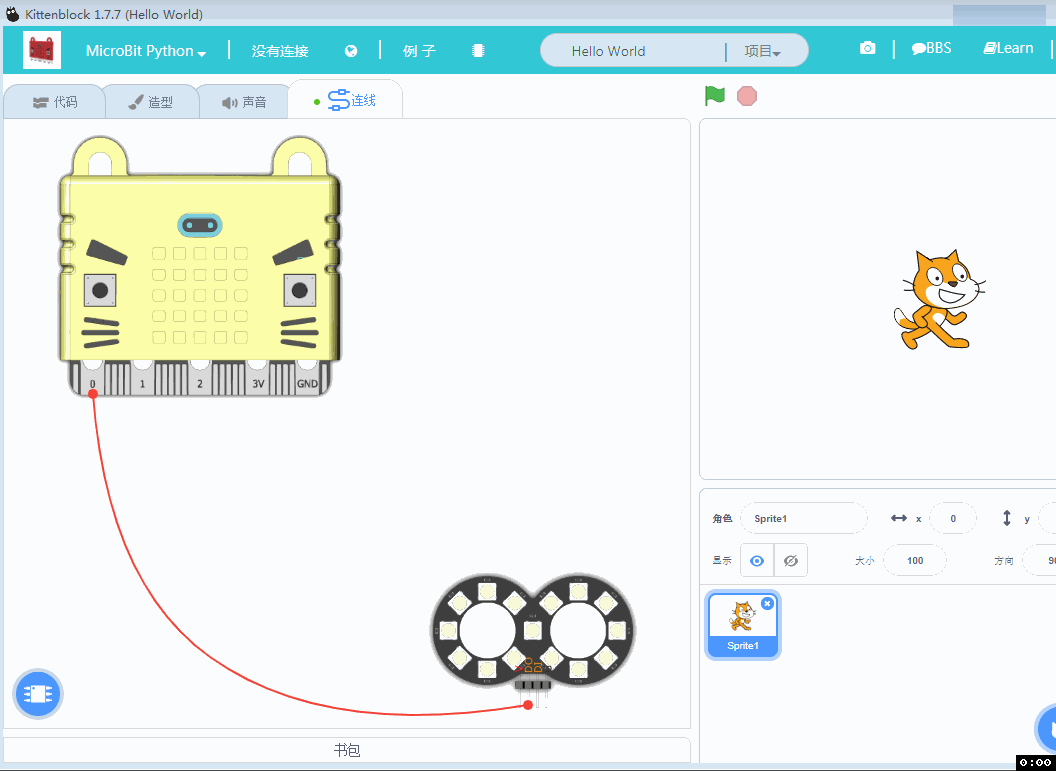 Kittenblock 1.7.7 (Hello World)
MicroBit Python 没有连接 例子 Hello World 项目 BBS Learn
代码 造型 声音 连线
0 1 2 3V GND
角色 Sprite1 x 0 y
显示 大小 100 方向 90
Sprite1
书包
0:00